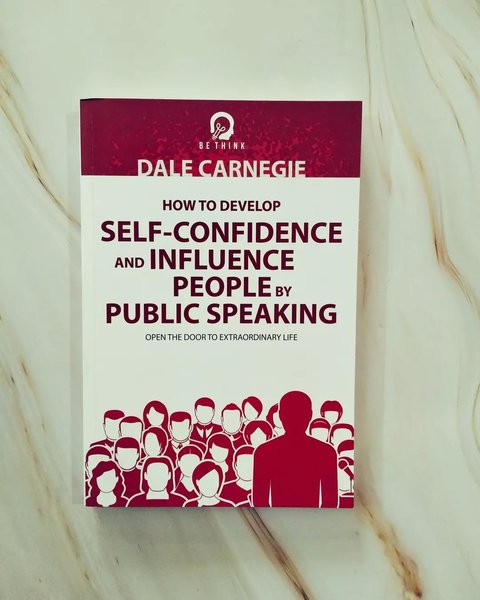 BE THINK
DALE CARNEGIE
HOW TO DEVELOP
SELF-CONFIDENCE
AND INFLUENCE
PEOPLE BY
PUBLIC SPEAKING
OPEN THE DOOR TO EXTRAORDINARY LIFE